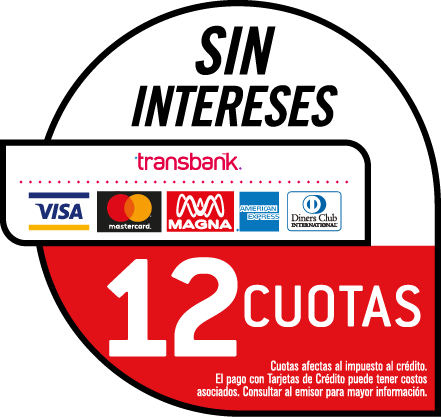 SIN
INTERESES
transbank.
VISA
mastercard.
MAGNA
AMERICAN
EXPRESS
Diners Club
INTERNATIONAL
12 CUOTAS
Cuotas afectas al impuesto al crédito.
El pago con Tarjetas de Crédito puede tener costos
asociados. Consultar al emisor para mayor información.